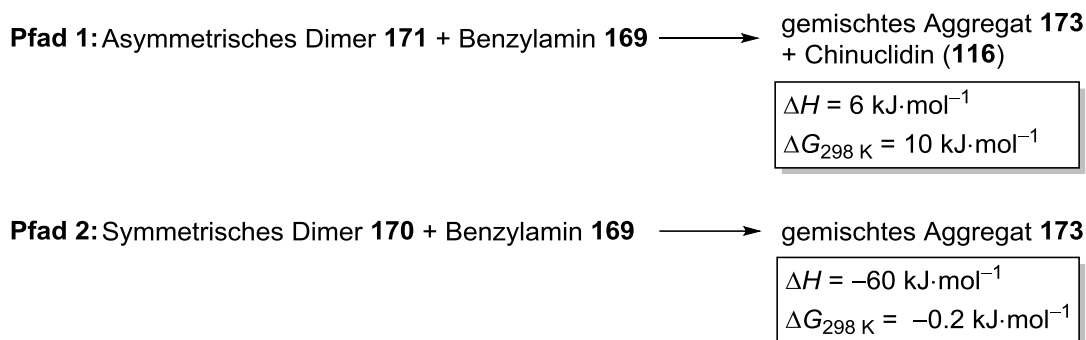 Pfad 1: Asymmetrisches Dimer 171 + Benzylamin 169 ⟶ gemischtes Aggregat 173
+ Chinuclidin (116)
ΔH = 6 kJ·mol⁻¹
ΔG₂₉₈ K = 10 kJ·mol⁻¹
Pfad 2: Symmetrisches Dimer 170 + Benzylamin 169 ⟶ gemischtes Aggregat 173
ΔH = –60 kJ·mol⁻¹
ΔG₂₉₈ K = –0.2 kJ·mol⁻¹